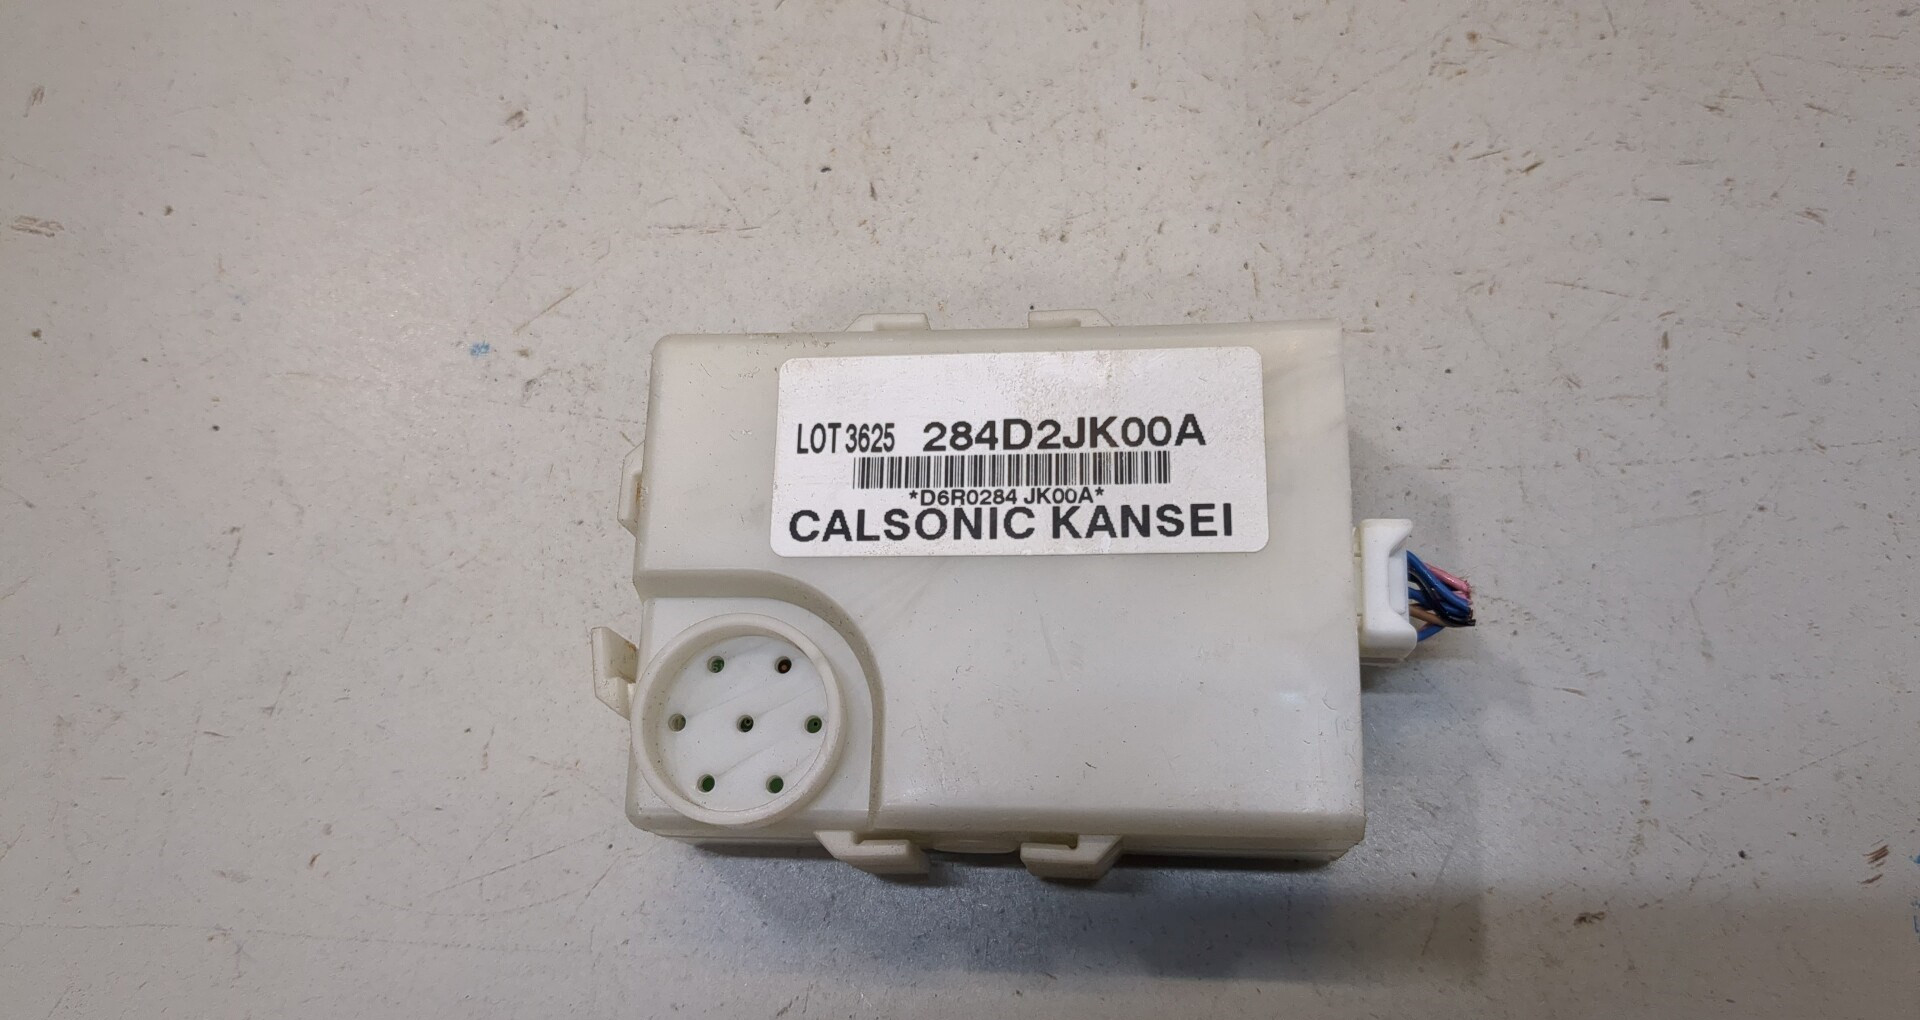 LOT 3625 284D2JK00A
*D6R0284 JK00A*
CALSONIC KANSEI